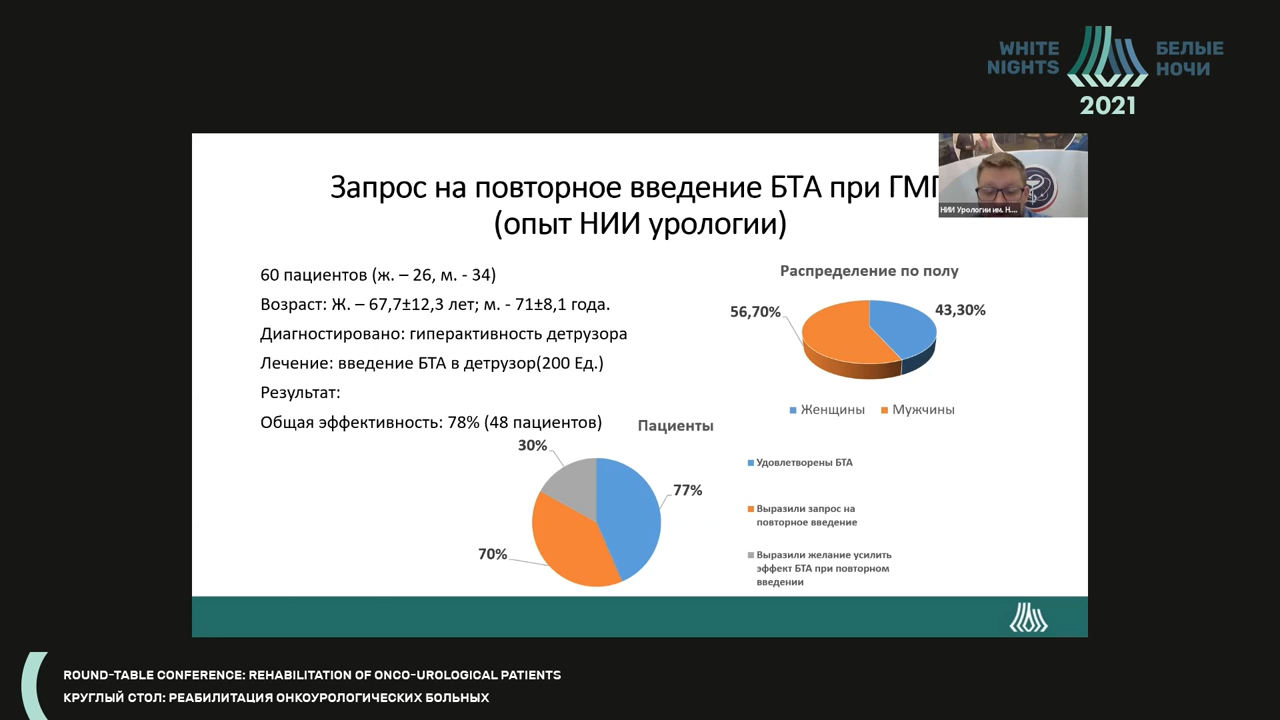 WHITE
NIGHTS
БЕЛЫЕ
НОЧИ
2021
Запрос на повторное введение БТА при
(опыт НИИ урологии)
НИИ Урологии им. Н....
60 пациентов (ж. – 26, м. - 34)
Возраст: Ж. – 67,7±12,3 лет; м. - 71±8,1 года.
Диагностировано: гиперактивность детрузора
Лечение: введение БТА в детрузор(200 Ед.)
Результат:
Общая эффективность: 78% (48 пациентов)
Распределение по полу
56,70%
43,30%
Женщины
Мужчины
Пациенты
30%
77%
70%
Удовлетворены БТА
Выразили запрос на
повторное введение
Выразили желание усилить
эффект БТА при повторном
введении
ROUND-TABLE CONFERENCE: REHABILITATION OF ONCO-UROLOGICAL PATIENTS
КРУГЛЫЙ СТОЛ: РЕАБИЛИТАЦИЯ ОНКОУРОЛОГИЧЕСКИХ БОЛЬНЫХ